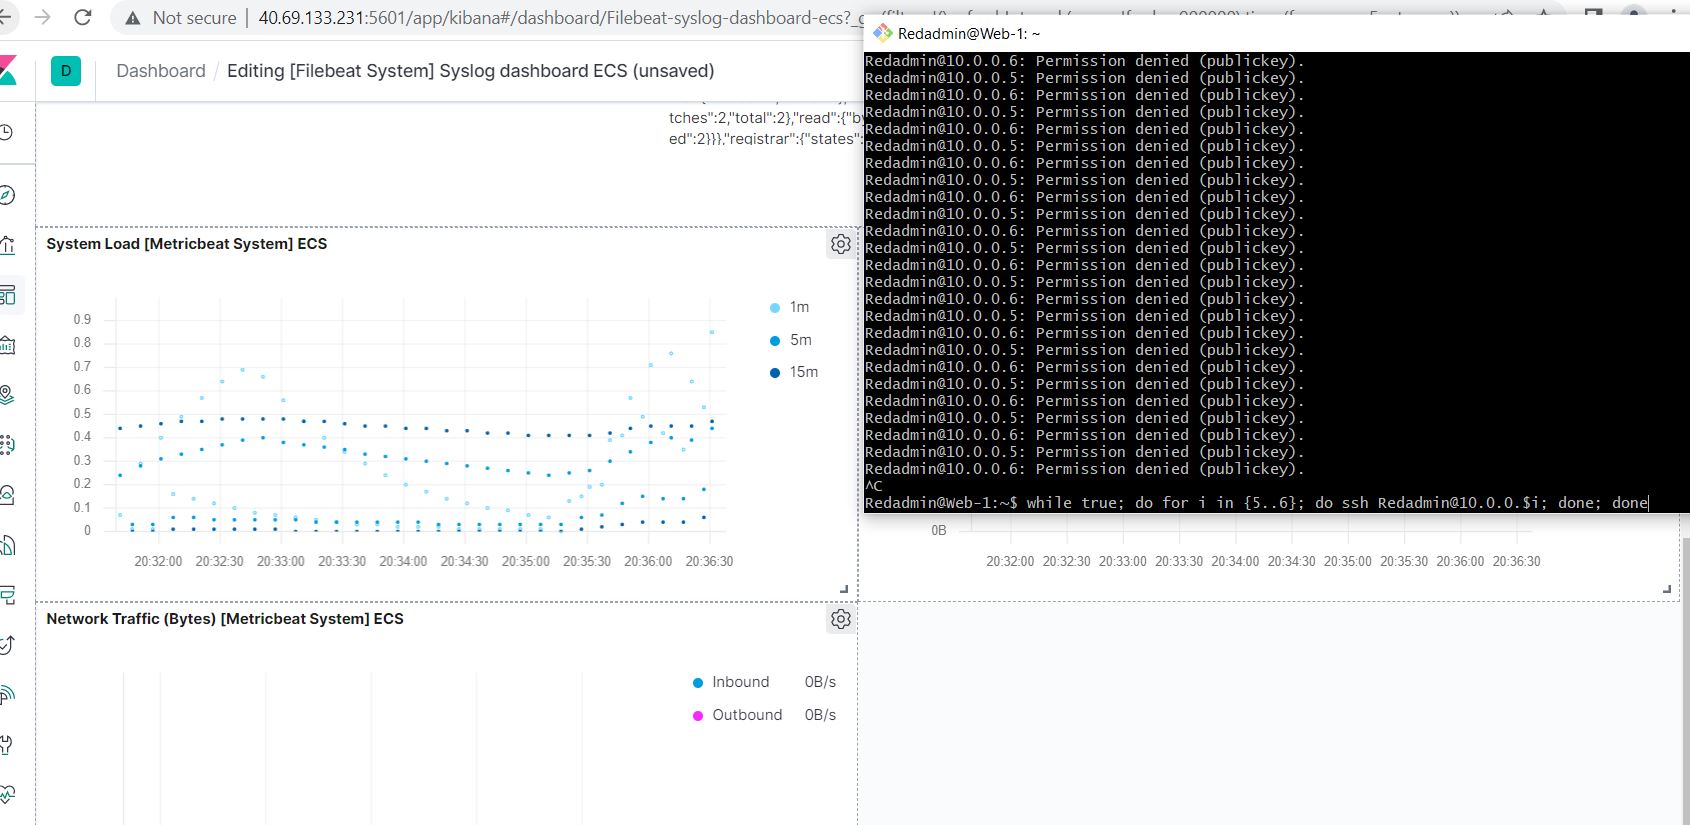 Not secure | 40.69.133.231:5601/app/kibana#/dashboard/Filebeat-syslog-dashboard-ecs?_
D Dashboard / Editing [Filebeat System] Syslog dashboard ECS (unsaved)
tches":2,"total":2},"read":{"by
ed":2}}},"registrar":{"states":
System Load [Metricbeat System] ECS
1m
5m
15m
0.9
0.8
0.7
0.6
0.5
0.4
0.3
0.2
0.1
0
20:32:00 20:32:30 20:33:00 20:33:30 20:34:00 20:34:30 20:35:00 20:35:30 20:36:00 20:36:30
Redadmin@Web-1: ~
Redadmin@10.0.0.6: Permission denied (publickey).
Redadmin@10.0.0.5: Permission denied (publickey).
Redadmin@10.0.0.6: Permission denied (publickey).
Redadmin@10.0.0.5: Permission denied (publickey).
Redadmin@10.0.0.6: Permission denied (publickey).
Redadmin@10.0.0.5: Permission denied (publickey).
Redadmin@10.0.0.6: Permission denied (publickey).
Redadmin@10.0.0.5: Permission denied (publickey).
Redadmin@10.0.0.6: Permission denied (publickey).
Redadmin@10.0.0.5: Permission denied (publickey).
Redadmin@10.0.0.6: Permission denied (publickey).
Redadmin@10.0.0.5: Permission denied (publickey).
Redadmin@10.0.0.6: Permission denied (publickey).
Redadmin@10.0.0.5: Permission denied (publickey).
Redadmin@10.0.0.6: Permission denied (publickey).
Redadmin@10.0.0.5: Permission denied (publickey).
Redadmin@10.0.0.6: Permission denied (publickey).
Redadmin@10.0.0.5: Permission denied (publickey).
Redadmin@10.0.0.6: Permission denied (publickey).
Redadmin@10.0.0.5: Permission denied (publickey).
Redadmin@10.0.0.6: Permission denied (publickey).
Redadmin@10.0.0.5: Permission denied (publickey).
Redadmin@10.0.0.6: Permission denied (publickey).
Redadmin@10.0.0.5: Permission denied (publickey).
Redadmin@10.0.0.6: Permission denied (publickey).
^C
Redadmin@Web-1:~$ while true; do for i in {5..6}; do ssh Redadmin@10.0.0.$i; done; done
0B
20:32:00 20:32:30 20:33:00 20:33:30 20:34:00 20:34:30 20:35:00 20:35:30 20:36:00 20:36:30
Network Traffic (Bytes) [Metricbeat System] ECS
Inbound 0B/s
Outbound 0B/s